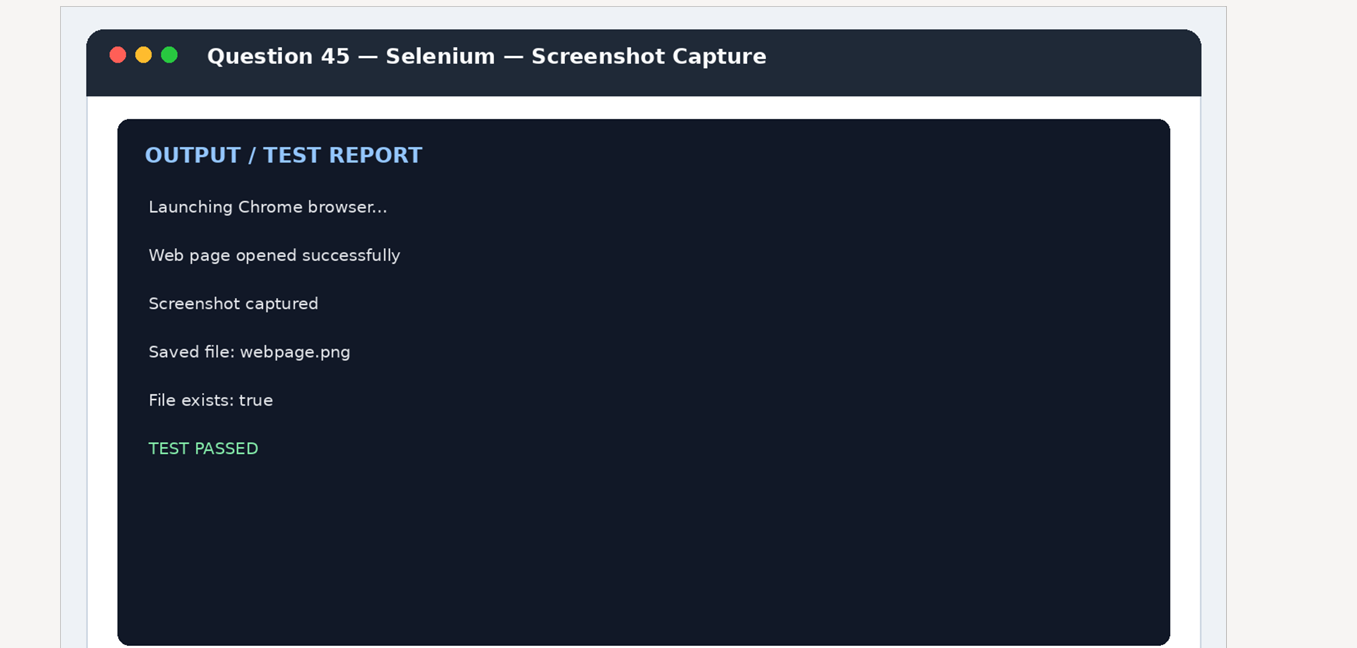 Question 45 — Selenium — Screenshot Capture
OUTPUT / TEST REPORT
Launching Chrome browser...
Web page opened successfully
Screenshot captured
Saved file: webpage.png
File exists: true
TEST PASSED